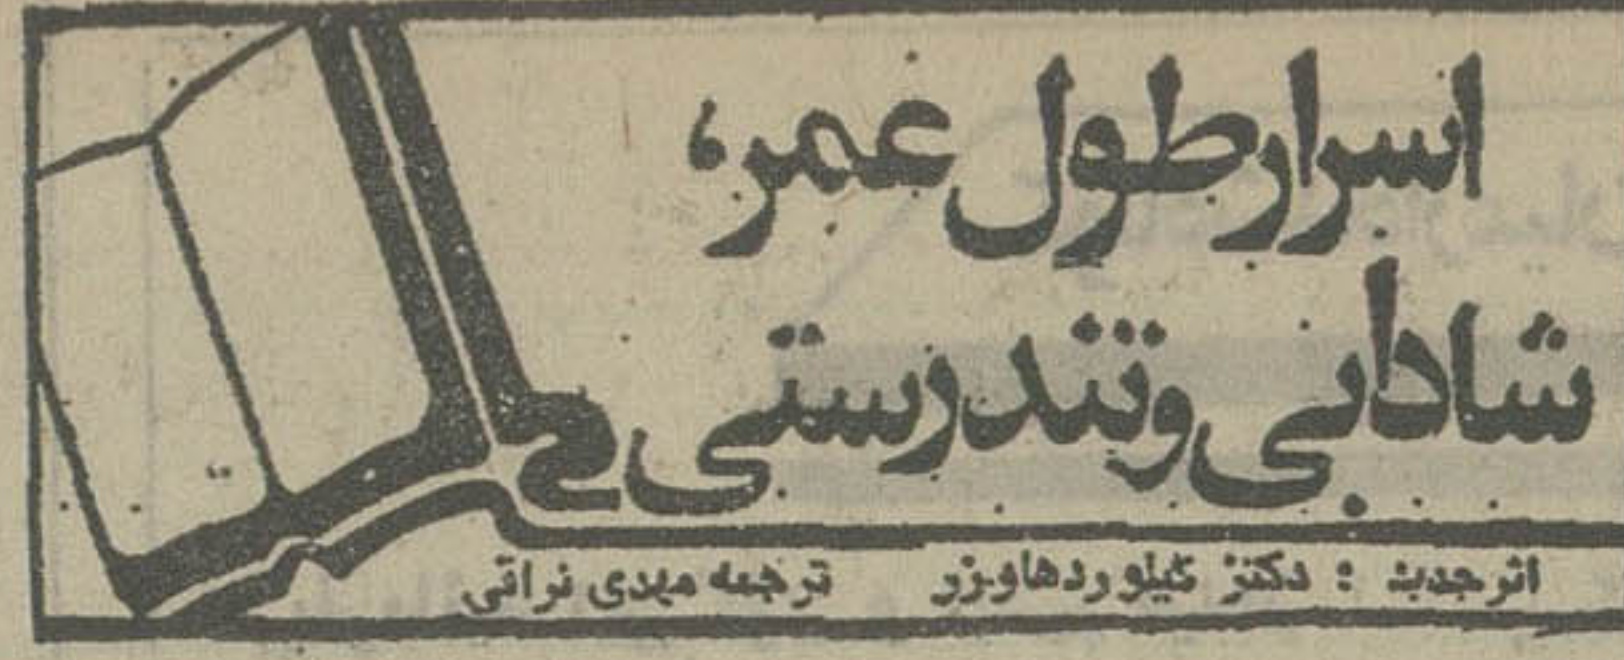 اسرار طول عمر،
شادابی و تندرستی
اثر جدید : دکتر گیلورد هاوزر ترجمه مهدی نراقی